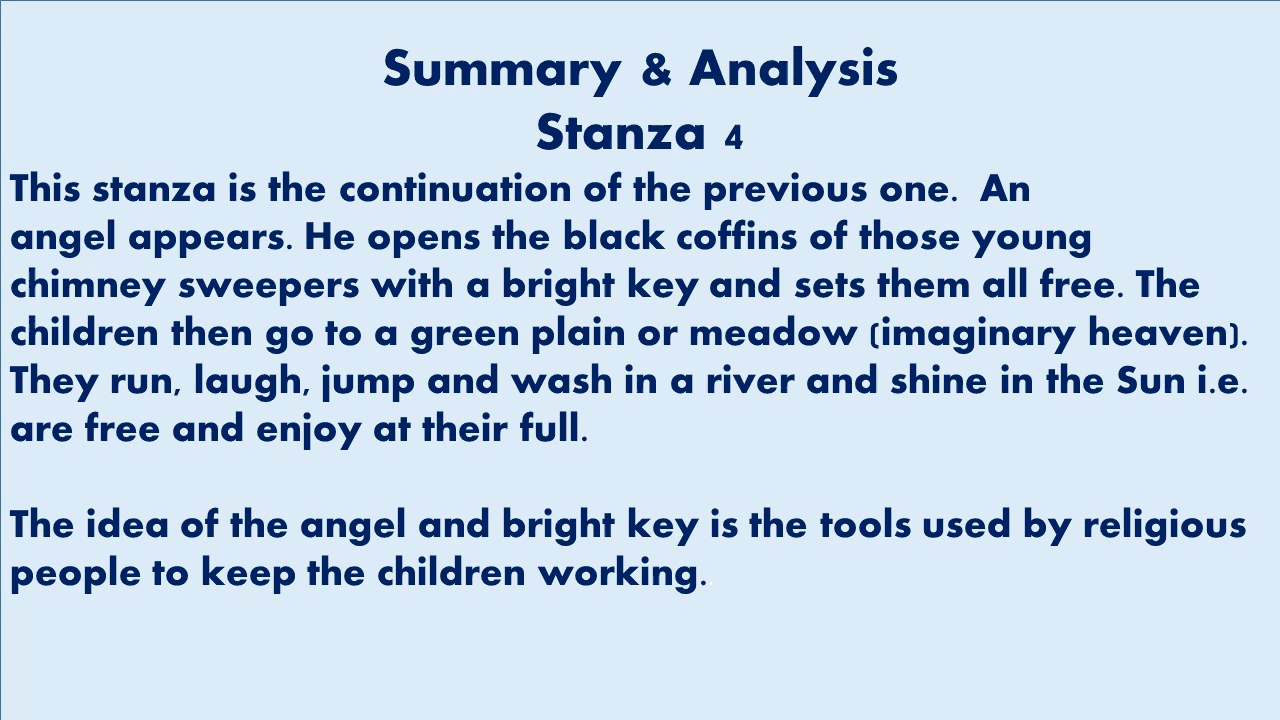 Summary & Analysis
Stanza 4
This stanza is the continuation of the previous one.  An
angel appears. He opens the black coffins of those young
chimney sweepers with a bright key and sets them all free. The
children then go to a green plain or meadow (imaginary heaven).
They run, laugh, jump and wash in a river and shine in the Sun i.e.
are free and enjoy at their full.
The idea of the angel and bright key is the tools used by religious
people to keep the children working.